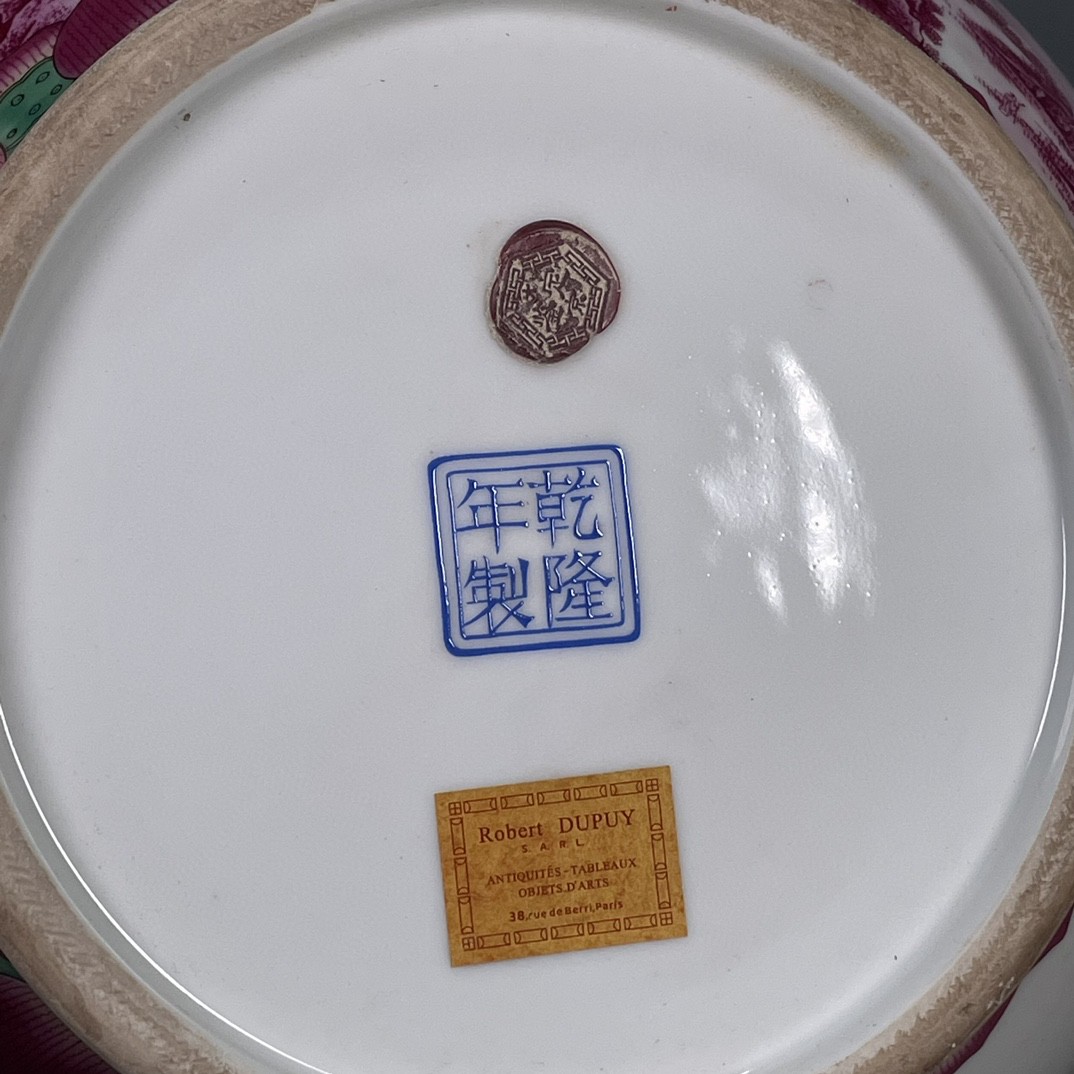 乾隆
年製
Robert DUPUY
S. A. R. L.
ANTIQUITÉS - TABLEAUX
OBJETS D'ARTS
38, rue de Berri, Paris